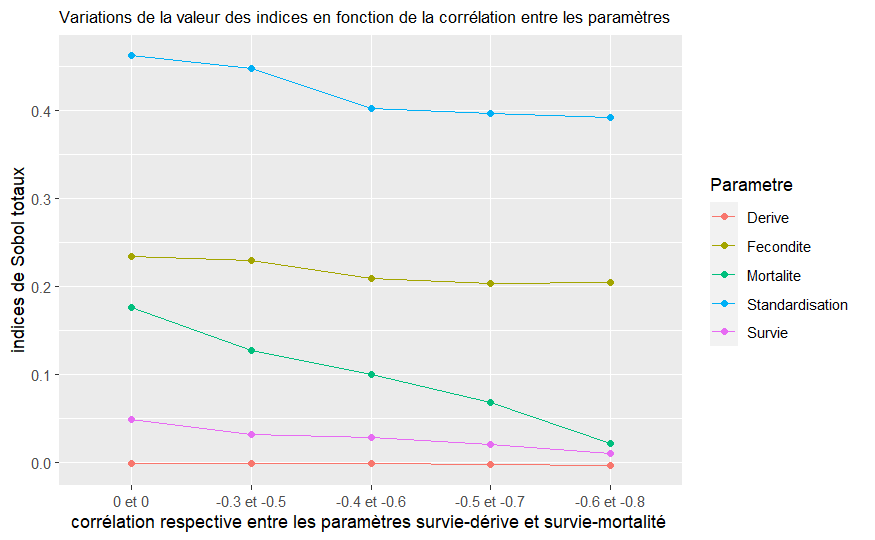 Variations de la valeur des indices en fonction de la corrélation entre les paramètres
indices de Sobol totaux
0.4
0.3
0.2
0.1
0.0
0 et 0
-0.3 et -0.5
-0.4 et -0.6
-0.5 et -0.7
-0.6 et -0.8
corrélation respective entre les paramètres survie-dérive et survie-mortalité
Parametre
Derive
Fecondite
Mortalite
Standardisation
Survie